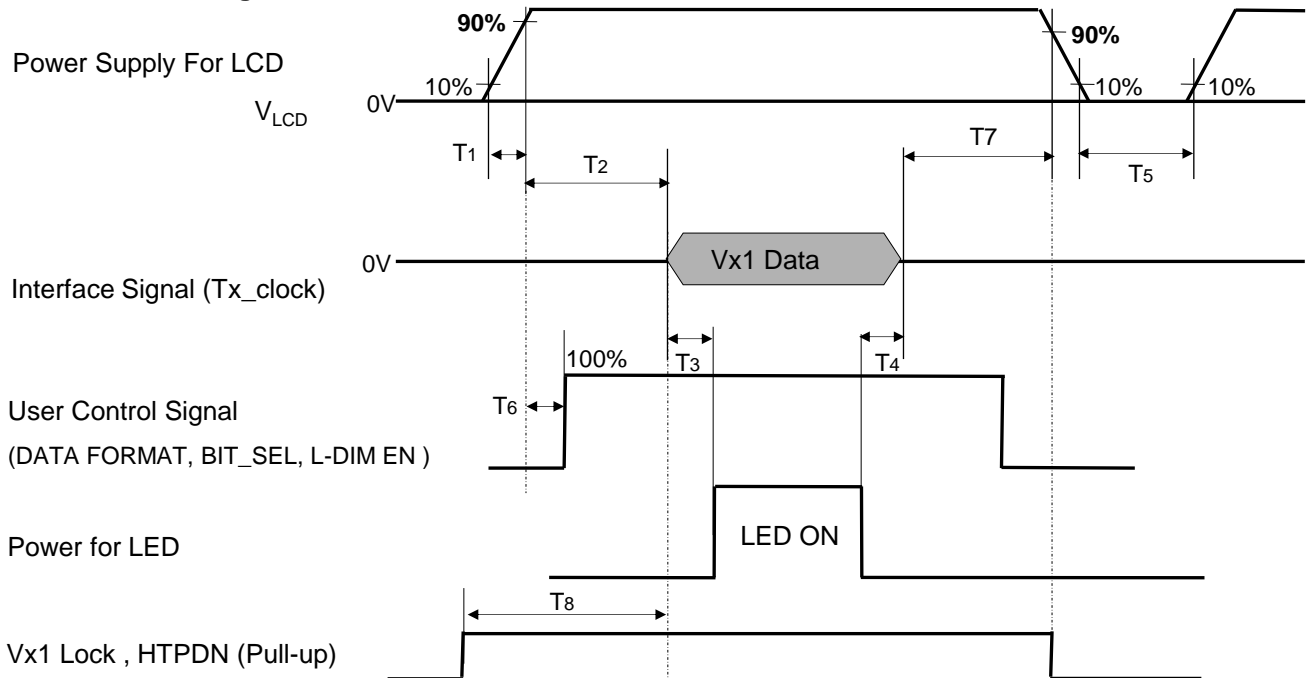 90%
90%
Power Supply For LCD
10%
10%
10%
V_LCD
0V
T1
T2
T7
T5
0V
Vx1 Data
Interface Signal (Tx_clock)
100%
T3
T4
User Control Signal
T6
(DATA FORMAT, BIT_SEL, L-DIM EN )
Power for LED
LED ON
T8
Vx1 Lock , HTPDN (Pull-up)